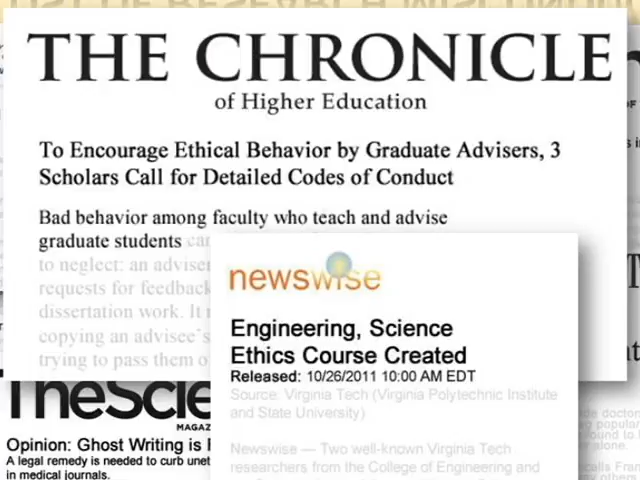 THE CHRONICLE
of Higher Education
To Encourage Ethical Behavior by Graduate Advisers, 3
Scholars Call for Detailed Codes of Conduct
Bad behavior among faculty who teach and advise
graduate students
to neglect: an adviser
requests for feedback
dissertation work. It
copying an advisee's
trying to pass them
newswise
Engineering, Science
Ethics Course Created
Released: 10/26/2011 10:00 AM EDT
Source: Virginia Tech (Virginia Polytechnic Institute
and State University)
Newswise — Two well-known Virginia Tech
researchers from the College of Engineering and
TheScie
MAGAZ
Opinion: Ghost Writing is
A legal remedy is needed to curb unet
in medical journals.